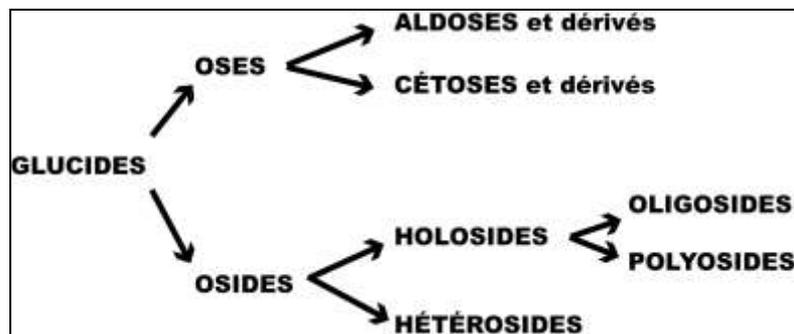 ALDOSES et dérivés
OSES
CÉTOSES et dérivés
GLUCIDES
OLIGOSIDES
HOLOSIDES
POLYOSIDES
OSIDES
HÉTÉROSIDES